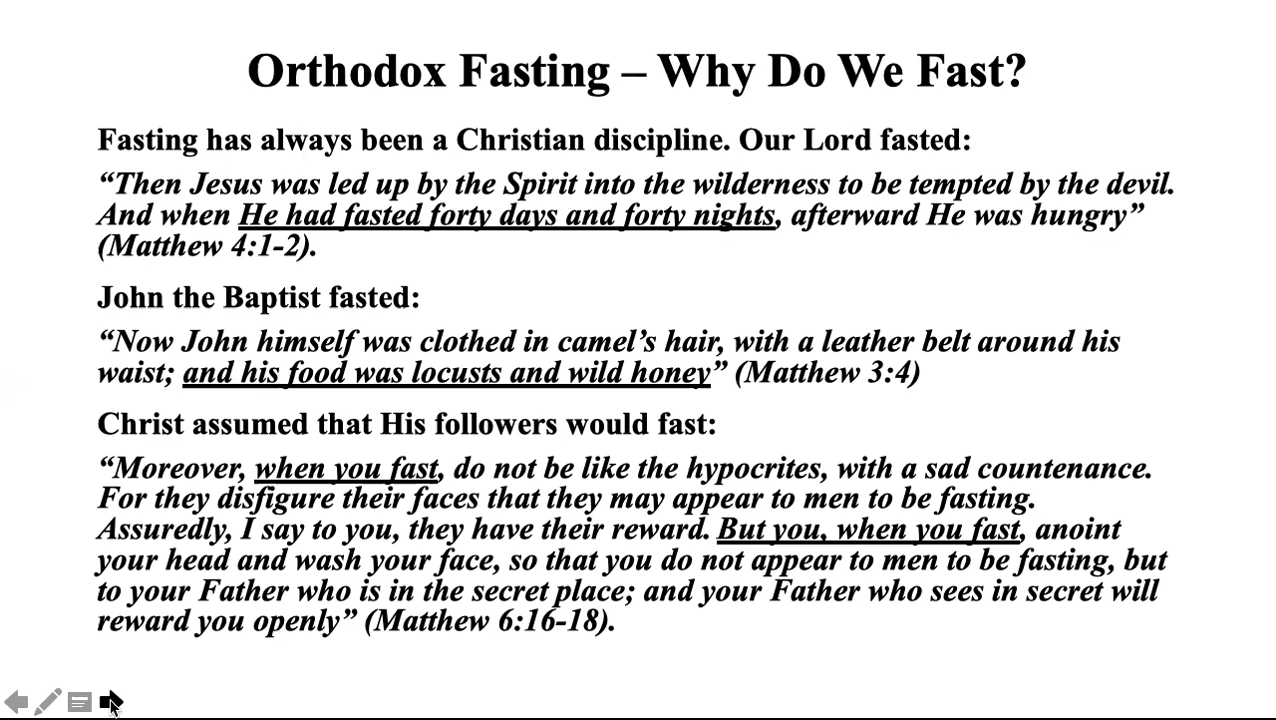 Orthodox Fasting – Why Do We Fast?
Fasting has always been a Christian discipline. Our Lord fasted:
“Then Jesus was led up by the Spirit into the wilderness to be tempted by the devil.
And when He had fasted forty days and forty nights, afterward He was hungry”
(Matthew 4:1-2).
John the Baptist fasted:
“Now John himself was clothed in camel’s hair, with a leather belt around his
waist; and his food was locusts and wild honey” (Matthew 3:4)
Christ assumed that His followers would fast:
“Moreover, when you fast, do not be like the hypocrites, with a sad countenance.
For they disfigure their faces that they may appear to men to be fasting.
Assuredly, I say to you, they have their reward. But you, when you fast, anoint
your head and wash your face, so that you do not appear to men to be fasting, but
to your Father who is in the secret place; and your Father who sees in secret will
reward you openly” (Matthew 6:16-18).